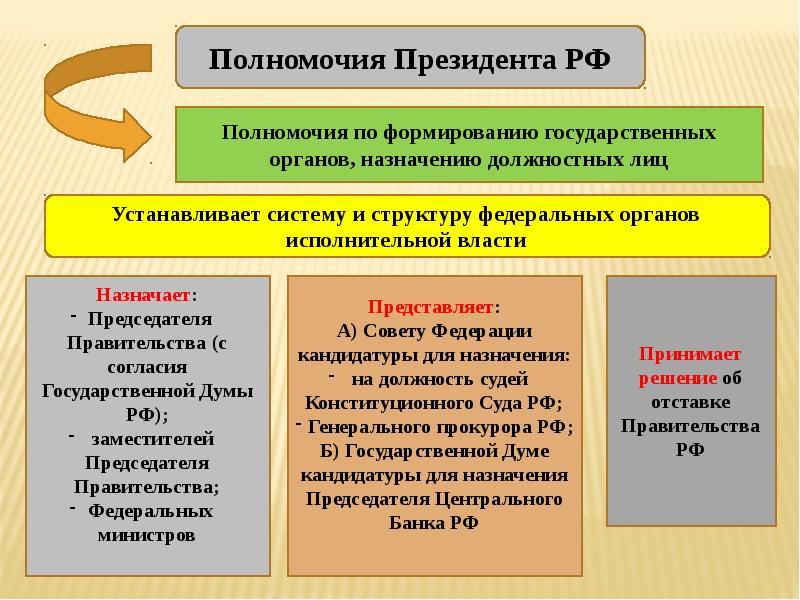 Полномочия Президента РФ
Полномочия по формированию государственных
органов, назначению должностных лиц
Устанавливает систему и структуру федеральных органов
исполнительной власти
Назначает:
- Председателя
Правительства (с
согласия
Государственной Думы
РФ);
- заместителей
Председателя
Правительства;
- Федеральных
министров
Представляет:
А) Совету Федерации
кандидатуры для назначения:
- на должность судей
Конституционного Суда РФ;
- Генерального прокурора РФ;
Б) Государственной Думе
кандидатуры для назначения
Председателя Центрального
Банка РФ
Принимает
решение об
отставке
Правительства
РФ